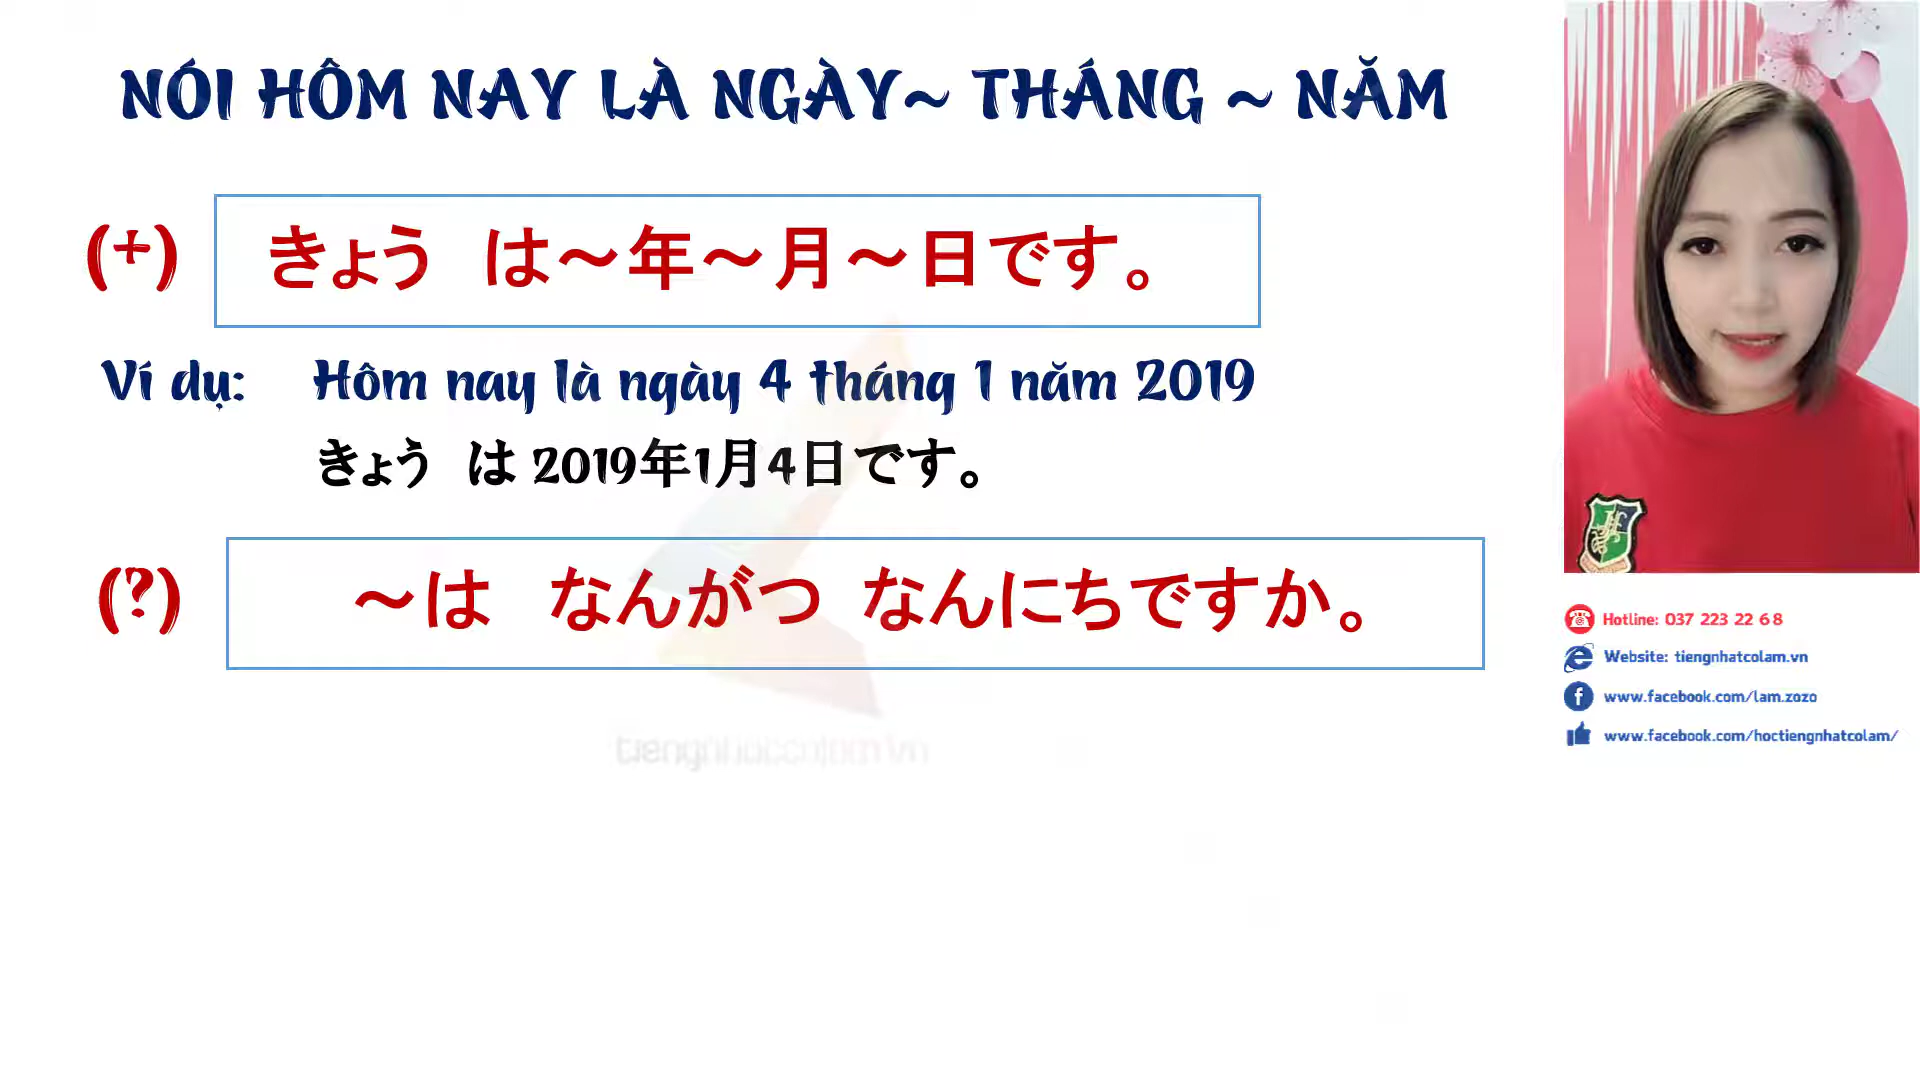 NÓI HÔM NAY LÀ NGÀY~ THÁNG ~ NĂM
(+) きょう は～年～月～日です。
Ví dụ: Hôm nay là ngày 4 tháng 1 năm 2019
きょう は 2019年1月4日です。
(?) ～は なんがつ なんにちですか。
tiengnhatcolam.vn
Hotline: 037 223 22 68
Website: tiengnhatcolam.vn
www.facebook.com/lam.zozo
www.facebook.com/hoctiengnhatcolam/